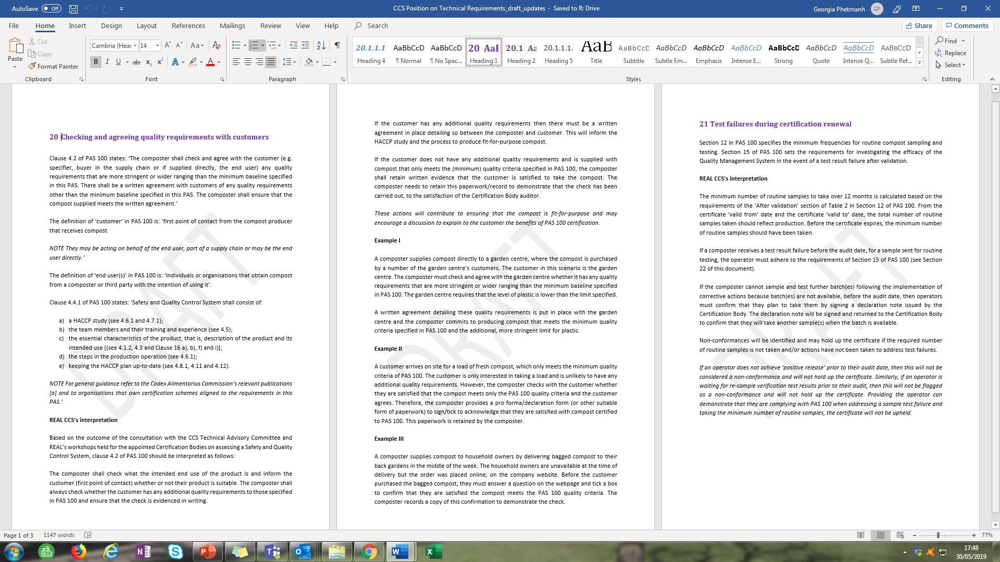 AutoSave Off
CCS Position on Technical Requirements_draft_updates - Saved to R: Drive
Georgia Phetmanh GP
File Home Insert Design Layout References Mailings Review View Help Search
Share Comments
Paste
Cut
Copy
Format Painter
Clipboard
Cambria (Head 14
Font
Paragraph
20.1.1.1 AaBbCcD AaBbCcD 20 AaB 20.1 Aa 20.1.1.1. AaB AaBbCcD AaBbCcD AaBbCcD AaBbCcD AaBbCcD AaBbCcD AaBbCcD AaBbCcD
Heading 4 ¶ Normal ¶ No Spac... Heading 1 Heading 2 Heading 5 Title Subtitle Subtle Em... Emphasis Intense E... Strong Quote Intense Q... Subtle Ref...
Styles
Find
Replace
Select
Editing
20 Checking and agreeing quality requirements with customers
Clause 4.2 of PAS 100 states: ‘The composter shall check and agree with the customer (e.g.
specifier, buyer in the supply chain or if supplied directly, the end user) any quality
requirements that are more stringent or wider ranging than the minimum baseline specified
in this PAS. There shall be a written agreement with customers of any quality requirements
other than the minimum baseline specified in this PAS. The composter shall ensure that the
compost supplied meets the written agreement.’
The definition of ‘customer’ in PAS 100 is: ‘first point of contact from the compost producer
that receives compost
NOTE They may be acting on behalf of the end user, part of a supply chain or may be the end
user directly.’
The definition of ‘end user(s)’ in PAS 100 is: ‘individuals or organisations that obtain compost
from a composter or third party with the intention of using it’.
Clause 4.4.1 of PAS 100 states: ‘Safety and Quality Control System shall consist of:
a) a HACCP study (see 4.6.1 and 4.7.1);
b) the team members and their training and experience (see 4.5);
c) the essential characteristics of the product, that is, description of the product and its
intended use [(see 4.1.2, 4.3 and Clause 16 a), b), f) and i)];
d) the steps in the production operation (see 4.6.1);
e) keeping the HACCP plan up-to-date (see 4.8.1, 4.11 and 4.12).
NOTE For general guidance refer to the Codex Alimentarius Commission’s relevant publications
[o] and to organisations that own certification schemes aligned to the requirements in this
PAS.’
REAL CCS’s interpretation
Based on the outcome of the consultation with the CCS Technical Advisory Committee and
REAL’s workshops held for the appointed Certification Bodies on assessing a Safety and Quality
Control System, clause 4.2 of PAS 100 should be interpreted as follows:
The composter shall check what the intended end use of the product is and inform the
customer (first point of contact) whether or not their product is suitable. The composter shall
always check whether the customer has any additional quality requirements to those specified
in PAS 100 and ensure that the check is evidenced in writing.
DRAFT
If the customer has any additional quality requirements then there must be a written
agreement in place detailing so between the composter and customer. This will inform the
HACCP study and the process to produce fit-for-purpose compost.
If the customer does not have any additional quality requirements and is supplied with
compost that only meets the (minimum) quality criteria specified in PAS 100, the composter
shall retain written evidence that the customer is satisfied to take the compost. The
composter needs to retain this paperwork/record to demonstrate that the check has been
carried out, to the satisfaction of the Certification Body auditor.
These actions will contribute to ensuring that the compost is fit-for-purpose and may
encourage a discussion to explain to the customer the benefits of PAS 100 certification.
Example I
A composter supplies compost directly to a garden centre, where the compost is purchased
by a number of the garden centre’s customers. The customer in this scenario is the garden
centre. The composter must check and agree with the garden centre whether it has any quality
requirements that are more stringent or wider ranging than the minimum baseline specified
in PAS 100. The garden centre requires that the level of plastic is lower than the limit specified.
A written agreement detailing these quality requirements is put in place with the garden
centre and the composter commits to producing compost that meets the minimum quality
criteria specified in PAS 100 and the additional, more stringent limit for plastic.
Example II
A customer arrives on site for a load of fresh compost, which only meets the minimum quality
criteria of PAS 100. The customer is only interested in taking a load and is unlikely to have any
additional quality requirements. However, the composter checks with the customer whether
they are satisfied that the compost meets only the PAS 100 quality criteria and the customer
agrees. Therefore, the composter provides a pro forma/declaration form (or other suitable
form of paperwork) to sign/tick to acknowledge that they are satisfied with compost certified
to PAS 100. This paperwork is retained by the composter.
Example III
A composter supplies compost to household owners by delivering bagged compost to their
back gardens in the middle of the week. The household owners are unavailable at the time of
delivery but the order was placed online, on the company website. Before the customer
purchased the bagged compost, they must answer a question on the webpage and tick a box
to confirm that they are satisfied the compost meets the PAS 100 quality criteria. The
composter records a copy of this confirmation to demonstrate the check.
DRAFT
21 Test failures during certification renewal
Section 12 in PAS 100 specifies the minimum frequencies for routine compost sampling and
testing. Section 15 of PAS 100 sets the requirements for investigating the efficacy of the
Quality Management System in the event of a test result failure after validation.
REAL CCS’s interpretation
The minimum number of routine samples to take over 12 months is calculated based on the
requirements of the ‘After validation’ section of Table 2 in Section 12 of PAS 100. From the
certificate ‘valid from’ date and the certificate ‘valid to’ date, the total number of routine
samples taken should reflect production. Before the certificate expires, the minimum number
of routine samples should have been taken.
If a composter receives a test result failure before the audit date, for a sample sent for routine
testing, the operator must adhere to the requirements of Section 15 of PAS 100 (see Section
22 of this document).
If the composter cannot sample and test further batch(es) following the implementation of
corrective actions because batch(es) are not available, before the audit date, then operators
must confirm that they plan to take them by signing a declaration note issued by the
Certification Body. The declaration note will be signed and returned to the Certification Body
to confirm that they will take another sample(s) when the batch is available.
Non-conformances will be identified and may hold up the certificate if the required number
of routine samples is not taken and/or actions have not been taken to address test failures.
If an operator does not achieve ‘positive release’ prior to their audit date, then this will not be
considered a non-conformance and will not hold up the certificate. Similarly, if an operator is
waiting for re-sample verification test results prior to their audit, then this will not be flagged
as a non-conformance and will not hold up the certificate. Providing the operator can
demonstrate that they are complying with PAS 100 when addressing a sample test failure and
taking the minimum number of routine samples, the certificate will not be upheld.
DRAFT
Page 1 of 3 1147 words
77%
17:48
30/05/2019